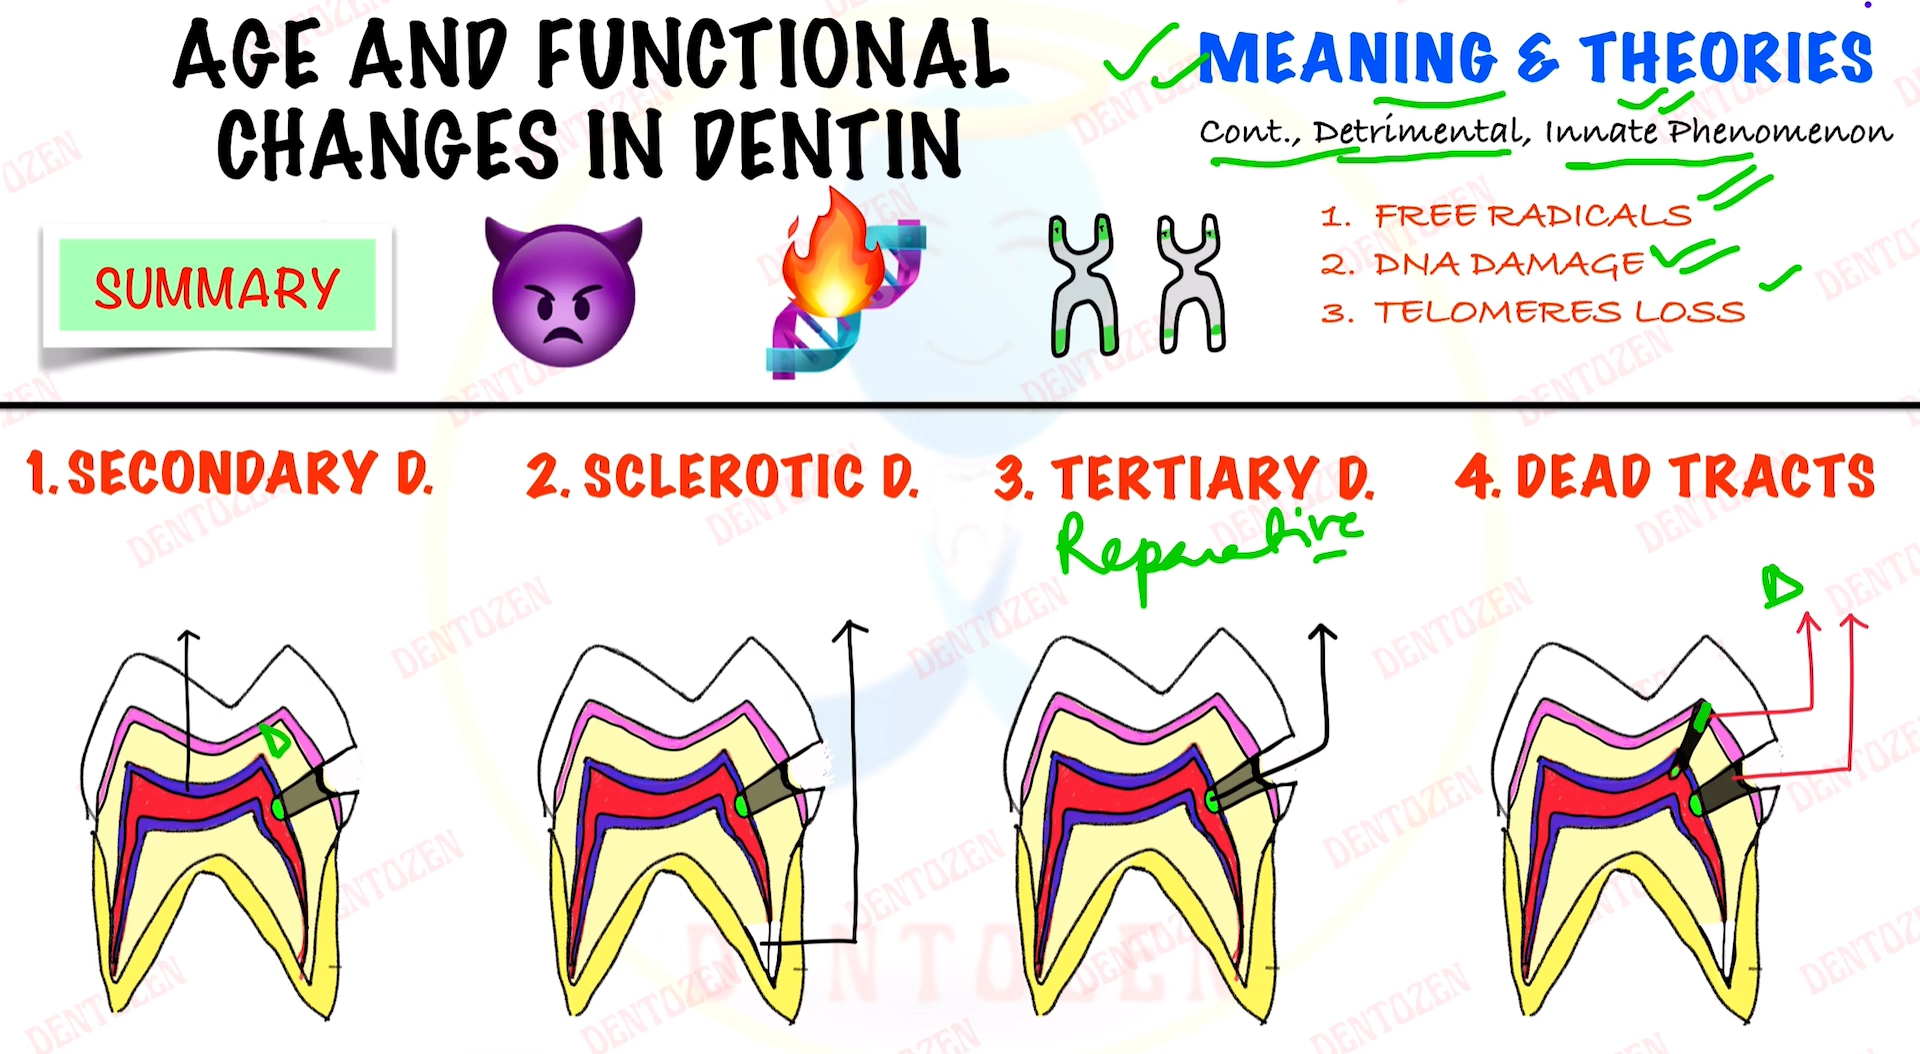 AGE AND FUNCTIONAL
CHANGES IN DENTIN
MEANING & THEORIES
Cont., Detrimental, Innate Phenomenon
1. FREE RADICALS
2. DNA DAMAGE
3. TELOMERES LOSS
SUMMARY
1. SECONDARY D.
2. SCLEROTIC D.
3. TERTIARY D.
Reparative
4. DEAD TRACTS
D
D
DENTOZEN